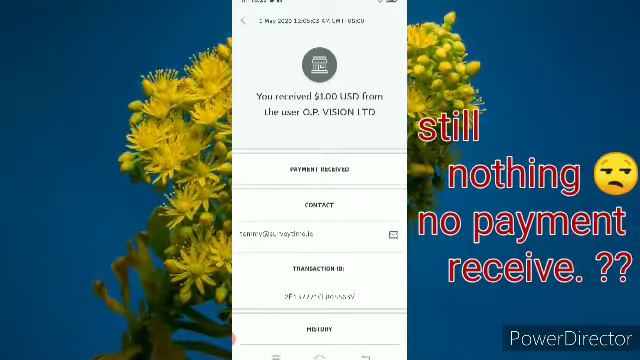 1 May 2020 12:05:03 AM GMT+05:00
You received $1.00 USD from
the user O.P. VISION LTD
PAYMENT RECEIVED
CONTACT
tommy@surveytime.io
TRANSACTION ID:
HISTORY
still
nothing 😒
no payment
receive. ??
PowerDirector